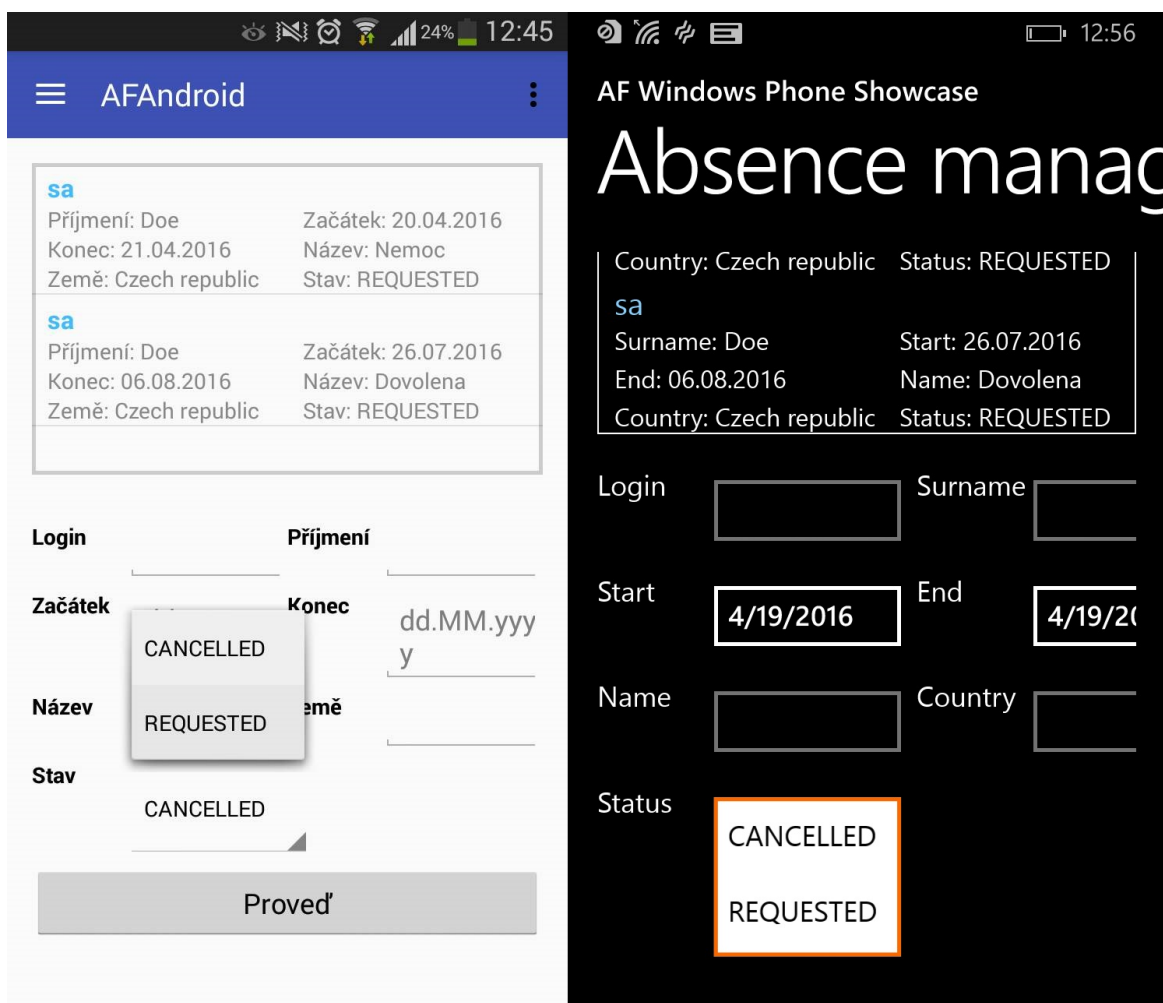 24% 12:45
AFAndroid
sa
Příjmení: Doe Začátek: 20.04.2016
Konec: 21.04.2016 Název: Nemoc
Země: Czech republic Stav: REQUESTED
sa
Příjmení: Doe Začátek: 26.07.2016
Konec: 06.08.2016 Název: Dovolena
Země: Czech republic Stav: REQUESTED
Login Příjmení
Začátek Konec dd.MM.yyy
y
CANCELLED
Název REQUESTED emě
Stav
CANCELLED
Proveď
12:56
AF Windows Phone Showcase
Absence manag
Country: Czech republic Status: REQUESTED
sa
Surname: Doe Start: 26.07.2016
End: 06.08.2016 Name: Dovolena
Country: Czech republic Status: REQUESTED
Login Surname
Start 4/19/2016 End 4/19/20
Name Country
Status
CANCELLED
REQUESTED